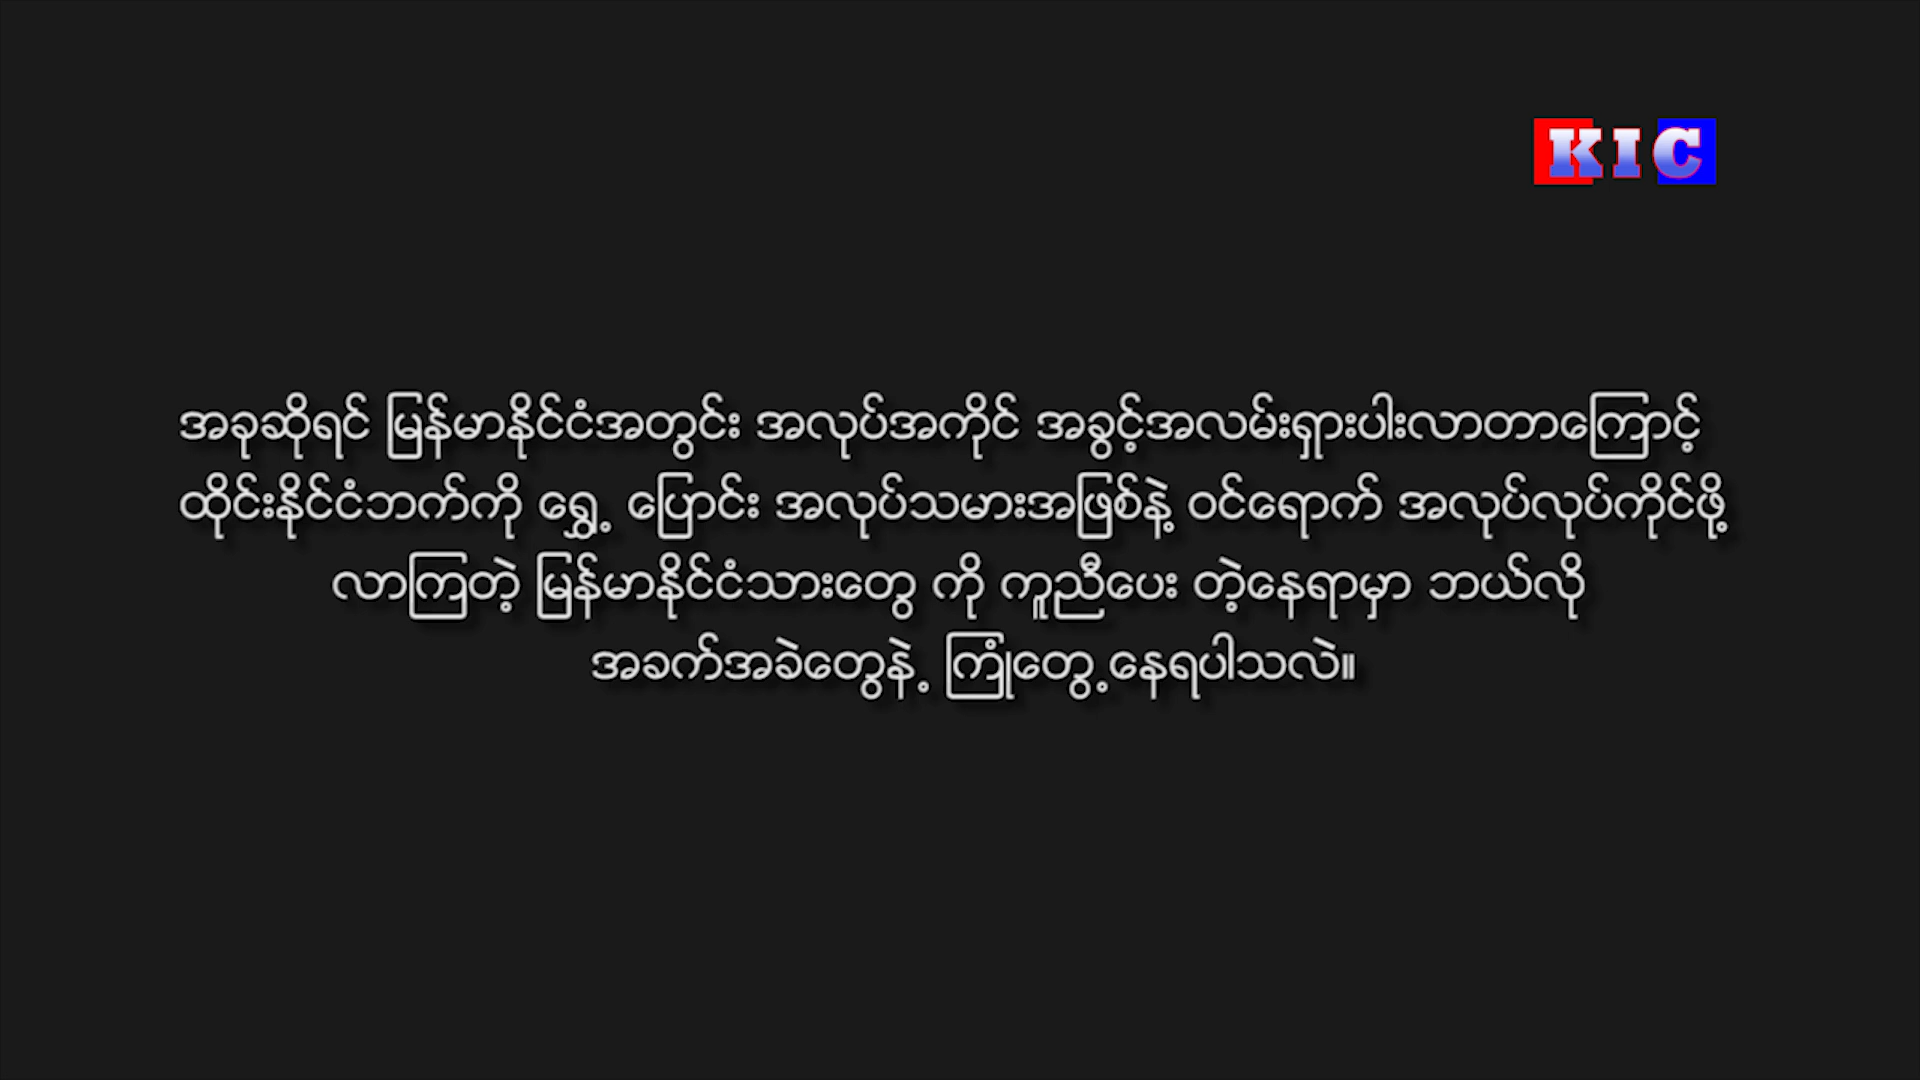 KIC
အခုဆိုရင် မြန်မာနိုင်ငံအတွင်း အလုပ်အကိုင် အခွင့်အလမ်းရှားပါးလာတာကြောင့်
ထိုင်းနိုင်ငံဘက်ကို ရွှေ့ ပြောင်း အလုပ်သမားအဖြစ်နဲ့ ဝင်ရောက် အလုပ်လုပ်ကိုင်ဖို့
လာကြတဲ့ မြန်မာနိုင်ငံသားတွေ ကို ကူညီပေး တဲ့နေရာမှာ ဘယ်လို
အခက်အခဲတွေနဲ့ ကြုံတွေ့နေရပါသလဲ။